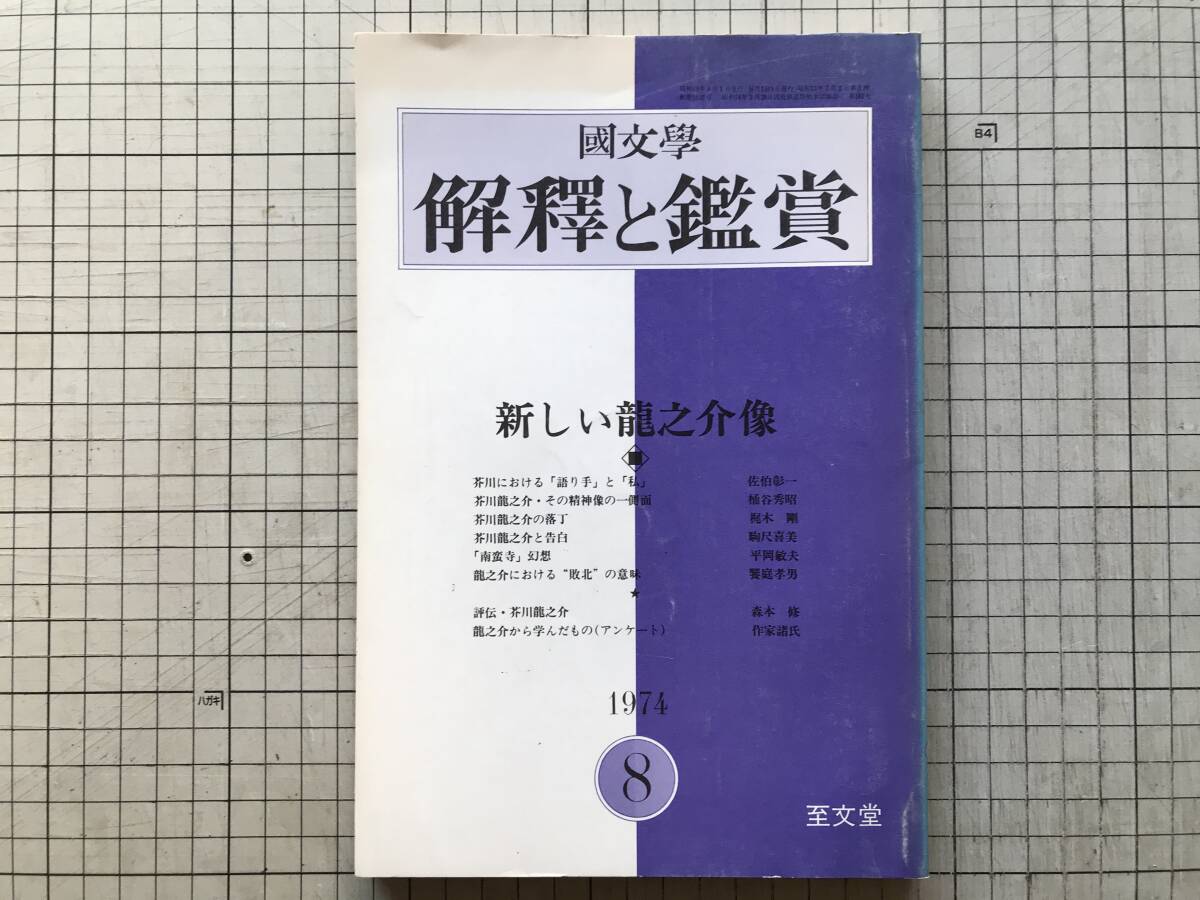 國文學
解釋と鑑賞
新しい龍之介像
芥川における「語り手」と「私」 佐伯彰一
芥川龍之介・その精神像の一側面 桶谷秀昭
芥川龍之介の落丁 梶木 剛
芥川龍之介と告白 駒尺喜美
「南蛮寺」幻想 平岡敏夫
龍之介における“敗北”の意味 饗庭孝男
★
評伝・芥川龍之介 森本 修
龍之介から学んだもの(アンケート) 作家諸氏
1974
8
至文堂
B4
ハガキ